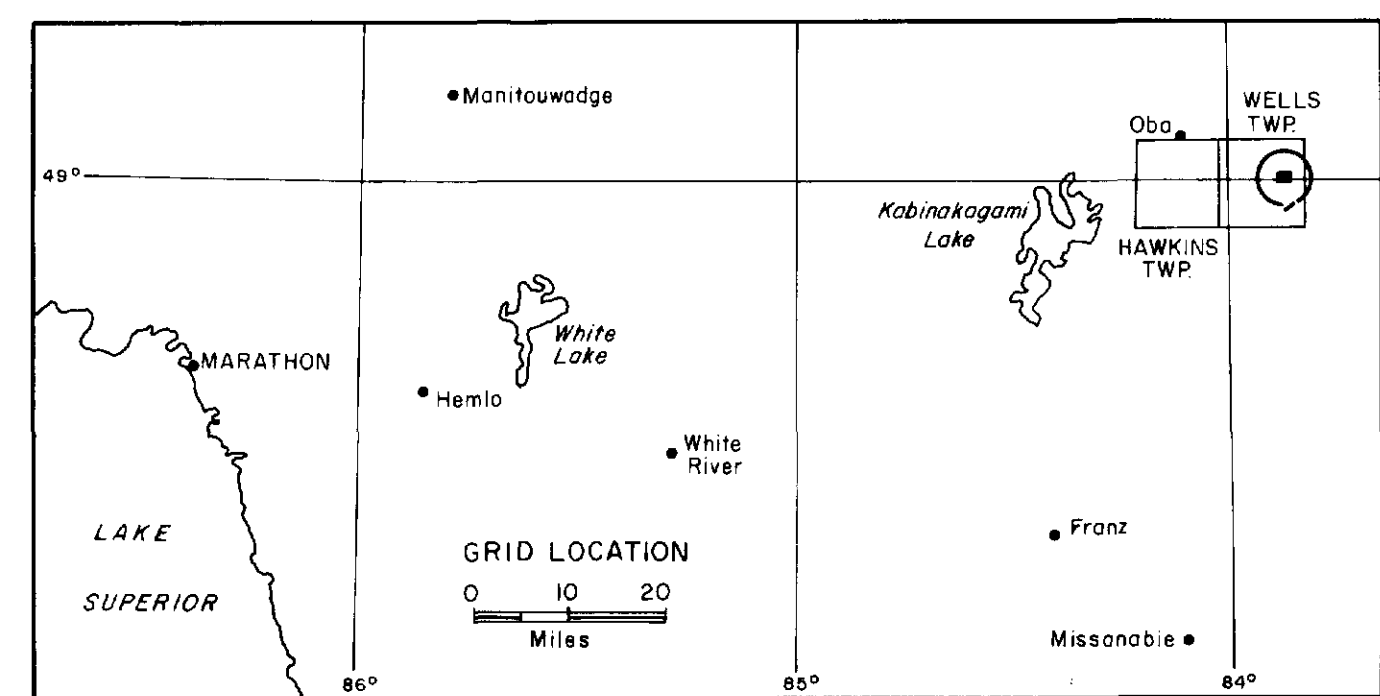 Manitouwadge
WELLS
TWP.
Oba
49°
Kabinakagami
Lake
HAWKINS
TWP.
White
Lake
MARATHON
Hemlo
White
River
LAKE
SUPERIOR
GRID LOCATION
0 10 20
Miles
Franz
Missanabie
86°
85°
84°